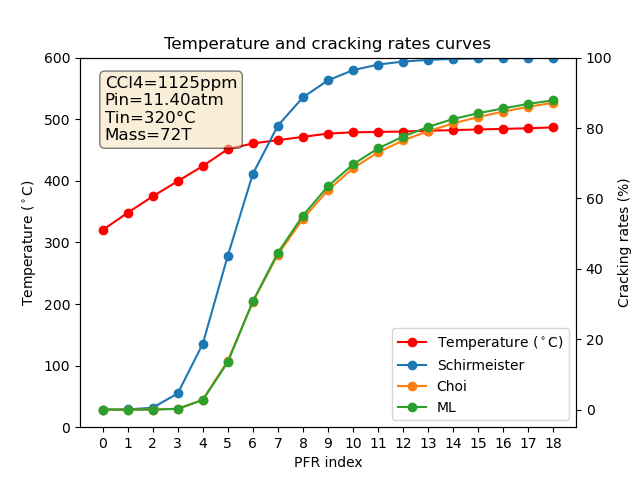 Temperature and cracking rates curves
CCl4=1125ppm
Pin=11.40atm
Tin=320°C
Mass=72T
Temperature (°C)
600
500
400
300
200
100
0
100
80
60
40
20
0
Cracking rates (%)
Temperature (°C)
Schirmeister
Choi
ML
0 1 2 3 4 5 6 7 8 9 10 11 12 13 14 15 16 17 18
PFR index